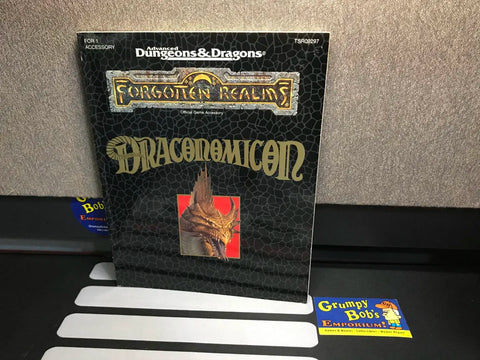 FOR 1
ACCESSORY
TSR09297
Advanced
Dungeons&Dragons®
FORGOTTEN REALMS
Official Game Accessory
DRACONOMICON
Grumpy
Bob's
EMPORIUM!
Grumpy
Bob's
EMPORIUM!